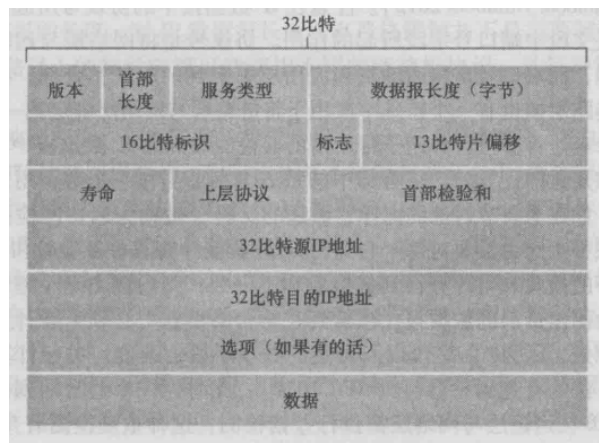 32比特
版本 首部长度 服务类型 数据报长度（字节）
16比特标识 标志 13比特片偏移
寿命 上层协议 首部检验和
32比特源IP地址
32比特目的IP地址
选项（如果有的话）
数据